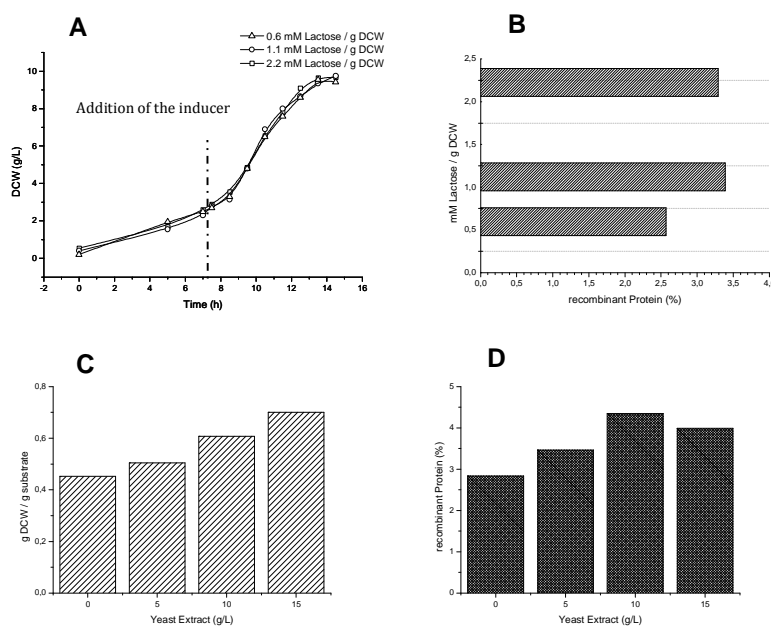 A
0.6 mM Lactose / g DCW
1.1 mM Lactose / g DCW
2.2 mM Lactose / g DCW
Addition of the inducer
DCW (g/L)
10
8
6
4
2
0
-2 0 2 4 6 8 10 12 14 16
Time (h)
B
mM Lactose / g DCW
2,5
2,0
1,5
1,0
0,5
0,0
0,0 0,5 1,0 1,5 2,0 2,5 3,0 3,5 4,0
recombinant Protein (%)
C
g DCW / g substrate
0,8
0,6
0,4
0,2
0,0
0 5 10 15
Yeast Extract (g/L)
D
recombinant Protein (%)
5
4
3
2
1
0
0 5 10 15
Yeast Extract (g/L)